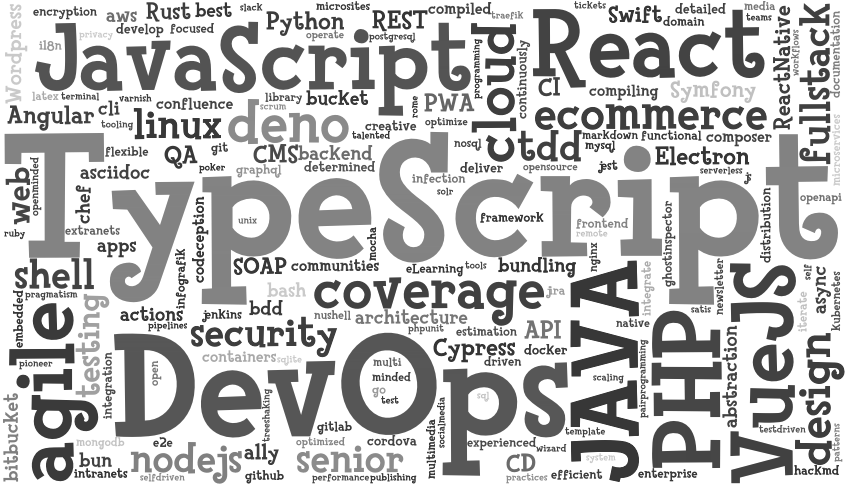 encryption
aws
Rust
best
slack
microsites
REST
compiled
traefik
tickets
Swift
detailed
media
Wordpress
privacy
develop
focused
Python
operate
postgresql
domain
teams
i18n
JavaScript
React
ReactNative
workflows
fullstack
documentation
programming
cloud
continuously
latex
terminal
varnish
confluence
library
bucket
rome
PWA
CI
compiling
Symfony
Angular
cli
tooling
linux
scrum
deno
talented
creative
optimize
ecommerce
flexible
QA
git
CMS
backend
nosql
ctdd
markdown
functional
composer
mysql
TypeScript
asciidoc
poker
graphql
determined
infection
deliver
opensource
jest
Electron
serverless
js
microservices
web
openminded
chef
solr
openapi
ruby
extranets
codeception
unix
framework
frontend
remote
ghostinspector
distribution
apps
infografik
mocha
nginx
shell
SOAP
communities
eLearning
tools
bundling
integrate
newsletter
self
async
kubernetes
embedded
pragmatism
testing
bash
coverage
jra
satis
iterate
actions
pipelines
jenkins
bdd
nushell
architecture
phpunit
estimation
API
native
JAVA
PHP
VueJS
agile
security
Cypress
docker
driven
abstraction
design
pioneer
integration
containers
sqlite
multi
minded
go
test
open
DevOps
sql
scaling
pairprogramming
bitbucket
treeshaking
gitlab
multimedia
socialmedia
template
testdriven
patterns
mongodb
e2e
optimized
cordova
experienced
wizard
system
bun
intranets
nodejs
ally
senior
CD
selfdriven
github
performance
publishing
practices
efficient
enterprise
hackmd